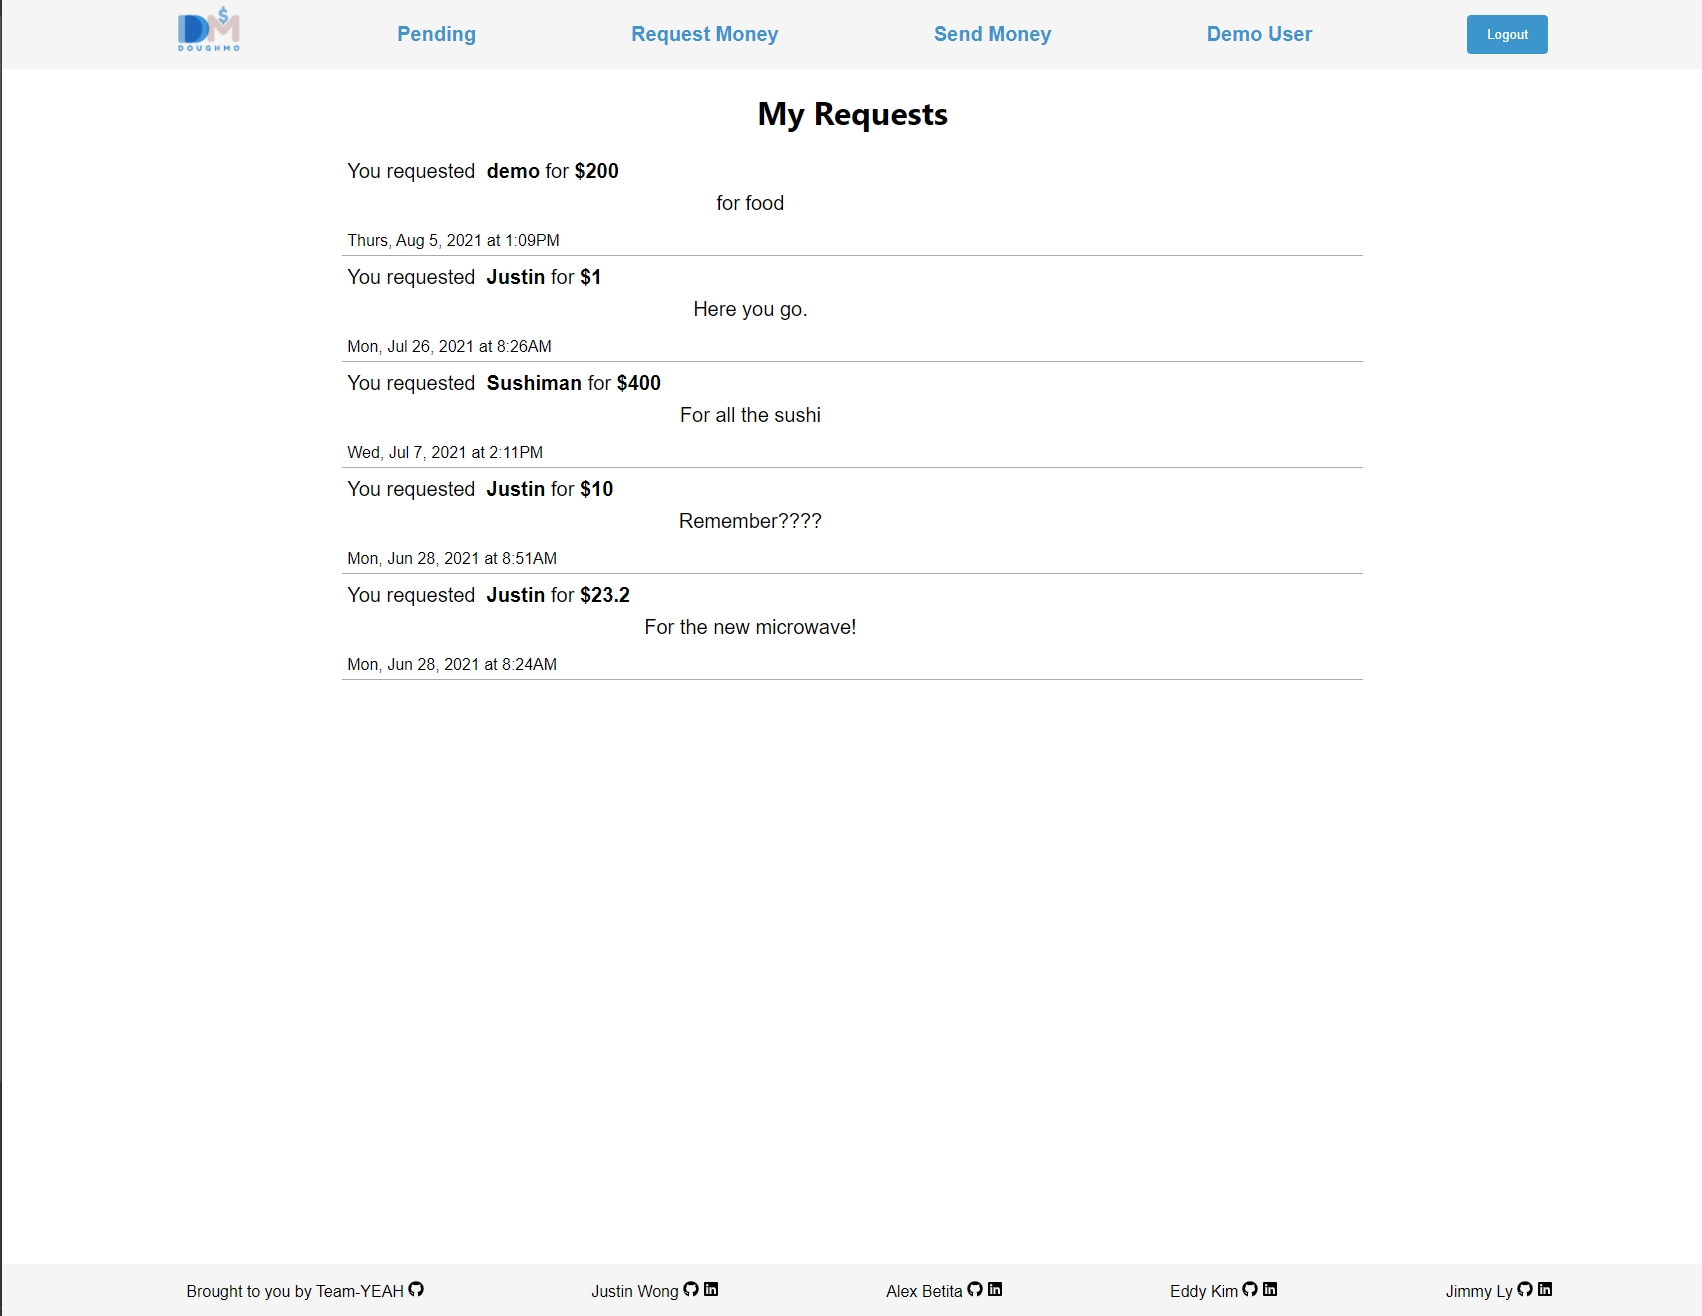 DM$
DOUGHMO
Pending
Request Money
Send Money
Demo User
Logout
My Requests
You requested demo for $200
for food
Thurs, Aug 5, 2021 at 1:09PM
You requested Justin for $1
Here you go.
Mon, Jul 26, 2021 at 8:26AM
You requested Sushiman for $400
For all the sushi
Wed, Jul 7, 2021 at 2:11PM
You requested Justin for $10
Remember????
Mon, Jun 28, 2021 at 8:51AM
You requested Justin for $23.2
For the new microwave!
Mon, Jun 28, 2021 at 8:24AM
Brought to you by Team-YEAH
Justin Wong in
Alex Betita in
Eddy Kim in
Jimmy Ly in